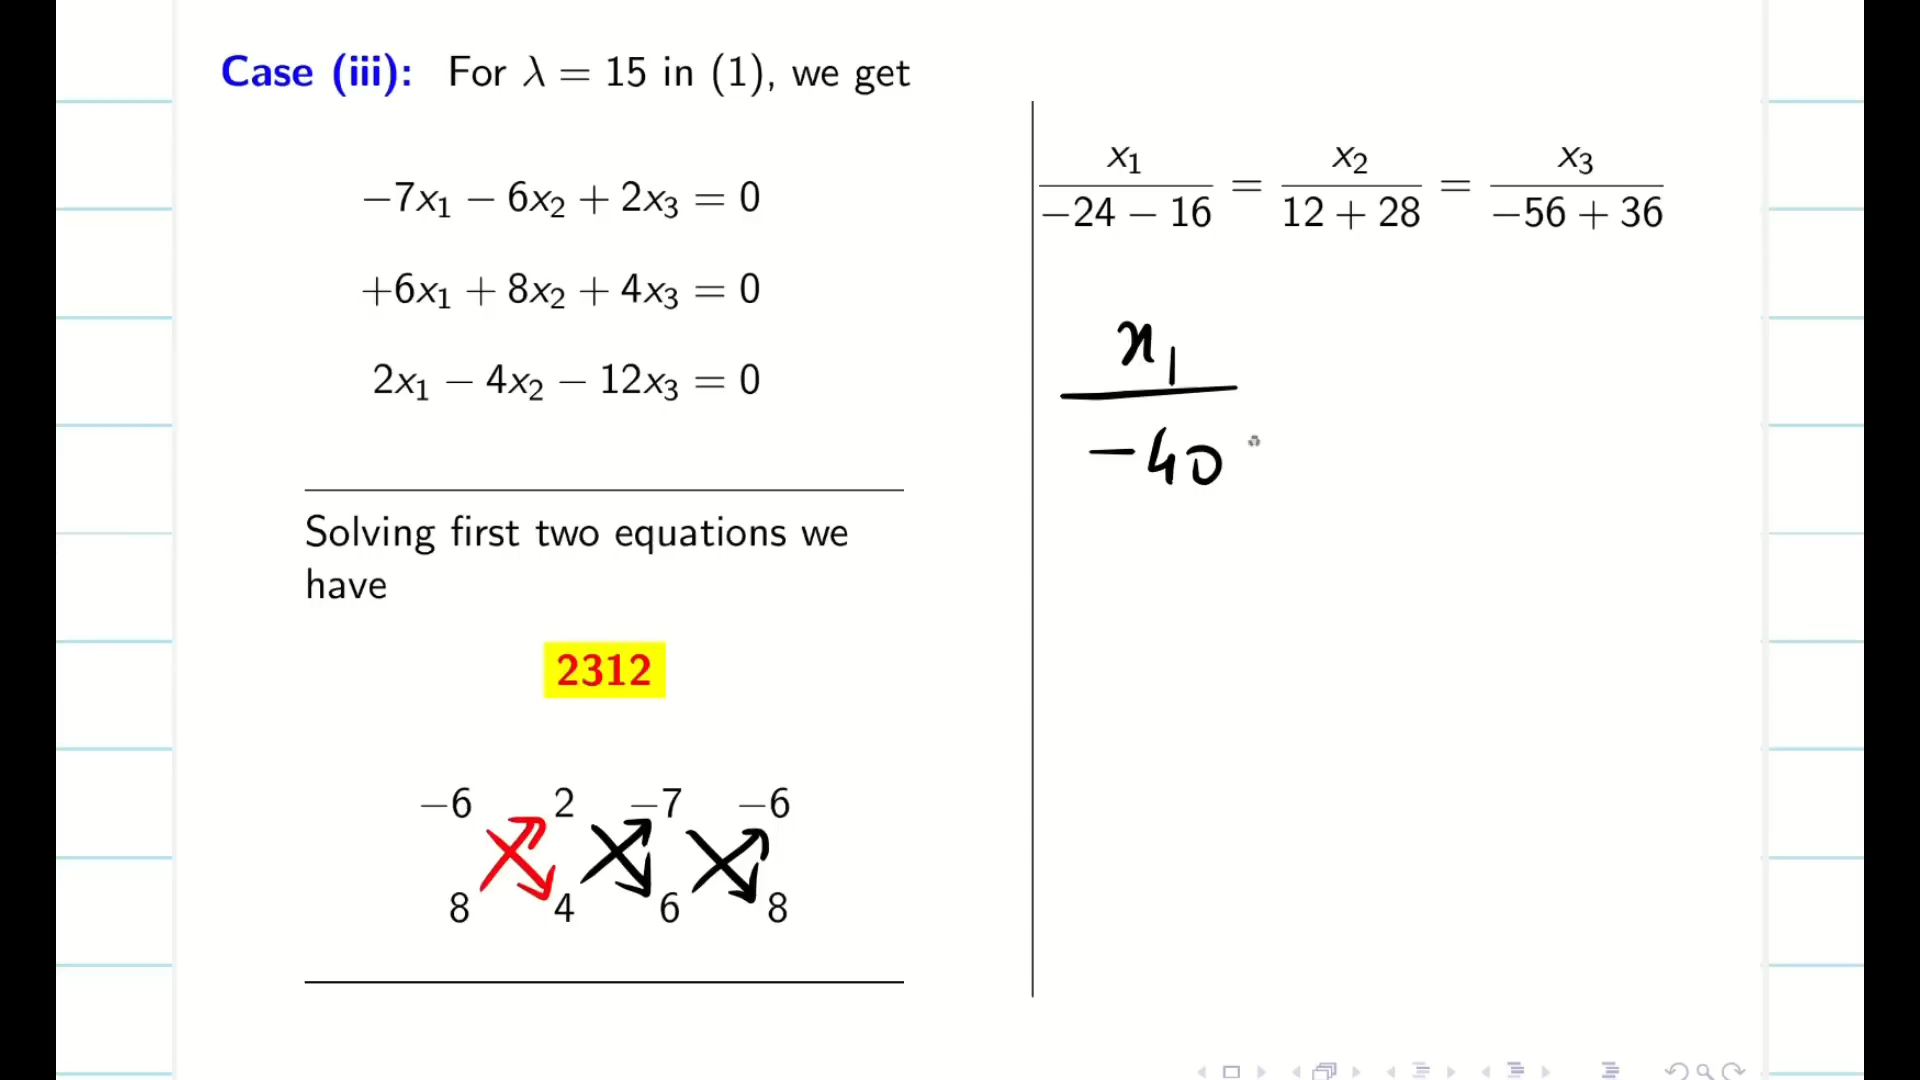 Case (iii): For λ = 15 in (1), we get
−7x₁ − 6x₂ + 2x₃ = 0
+6x₁ + 8x₂ + 4x₃ = 0
2x₁ − 4x₂ − 12x₃ = 0
Solving first two equations we
have
2312
−6 2 −7 −6
8 4 6 8
x₁/(−24 − 16) = x₂/(12 + 28) = x₃/(−56 + 36)
x₁
−40